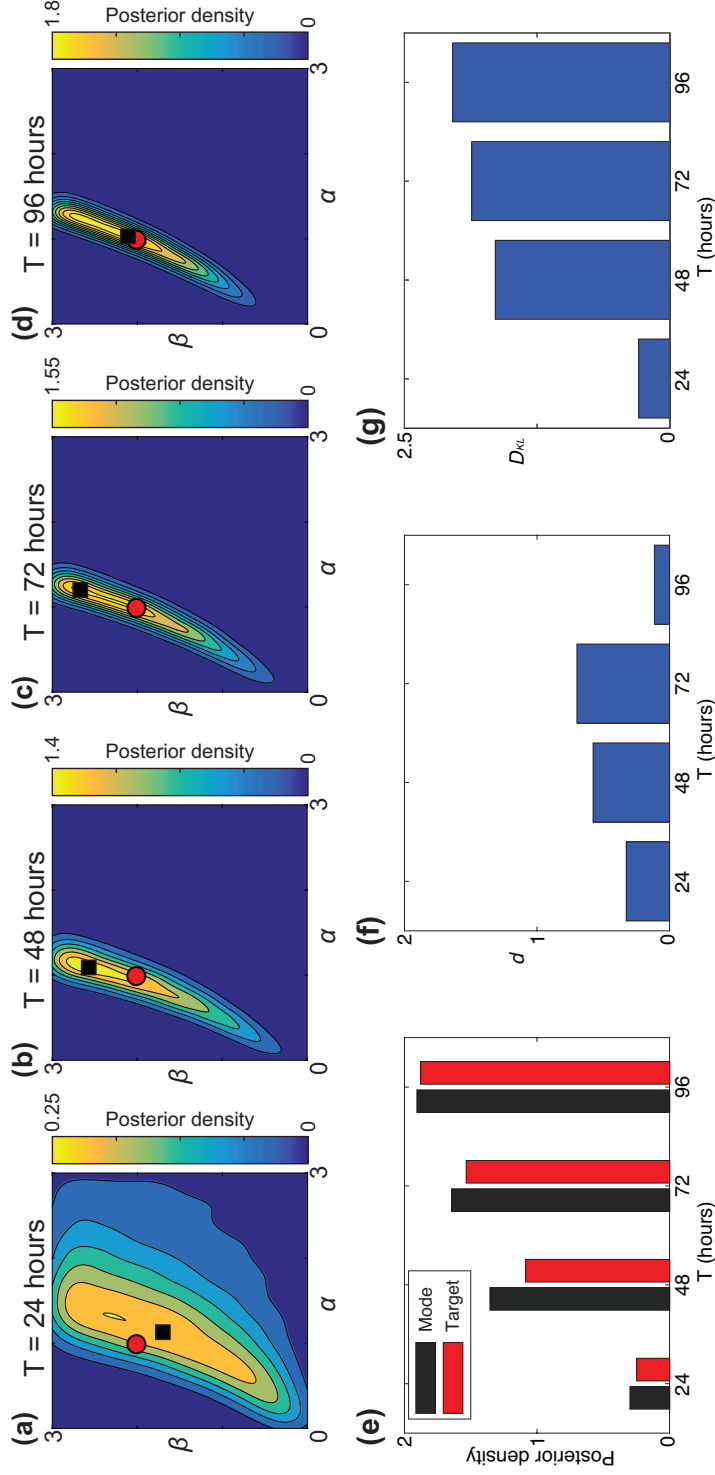 (a)
T = 24 hours
3
β
0
α
3
0.25
Posterior density
0
(b)
T = 48 hours
3
β
0
α
3
1.4
Posterior density
0
(c)
T = 72 hours
3
β
0
α
3
1.55
Posterior density
0
(d)
T = 96 hours
3
β
0
α
3
1.8
Posterior density
0
(e)
2
1
0
Posterior density
Mode
Target
24
48
72
96
T (hours)
(f)
2
1
0
d
24
48
72
96
T (hours)
(g)
2.5
0
D_KL
24
48
72
96
T (hours)